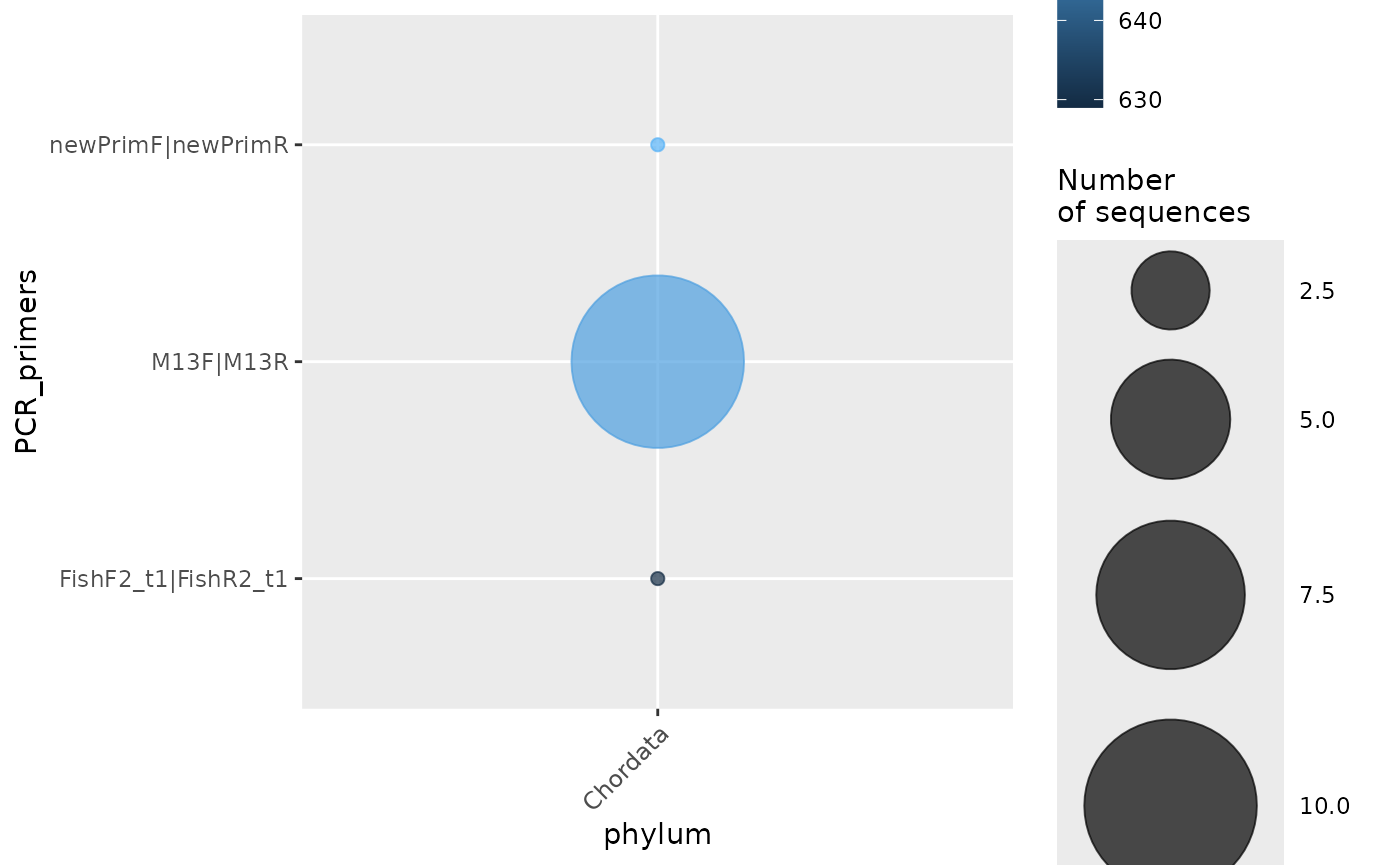 640
630
newPrimF|newPrimR
M13F|M13R
FishF2_t1|FishR2_t1
PCR_primers
Chordata
phylum
Number
of sequences
2.5
5.0
7.5
10.0